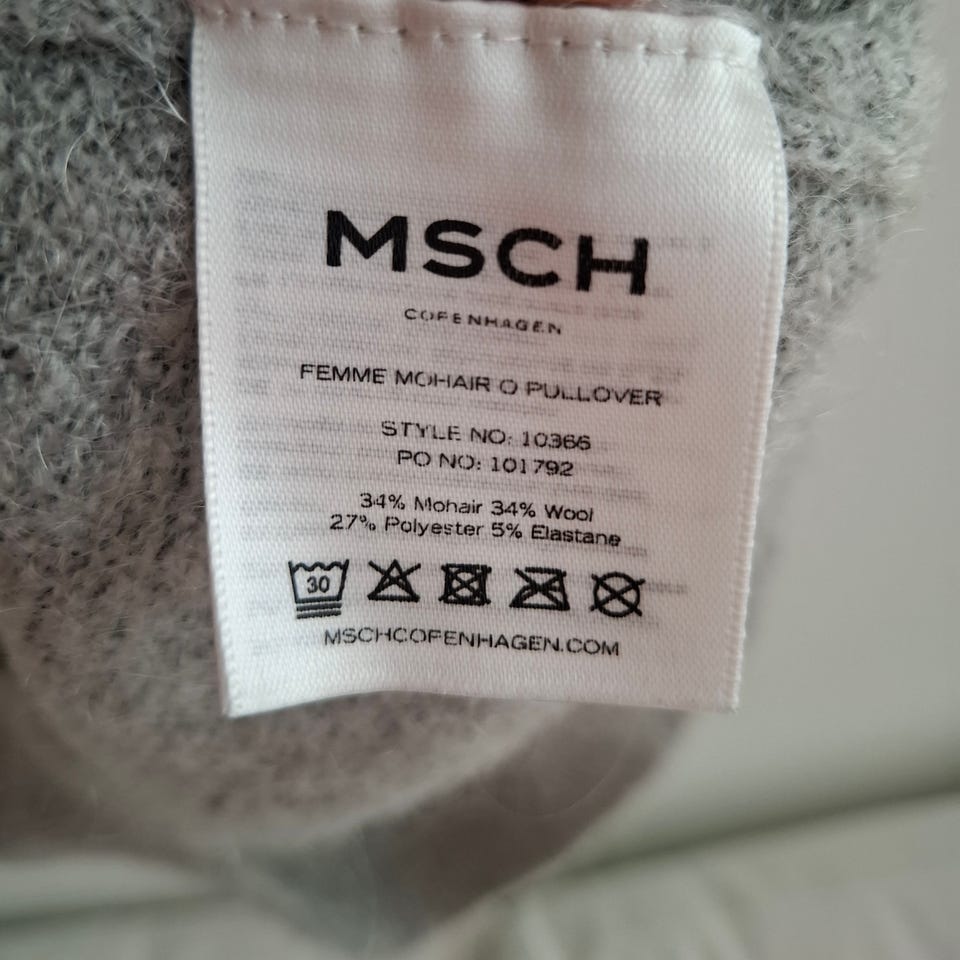 MSCH
COPENHAGEN
FEMME MOHAIR O PULLOVER
STYLE NO: 10366
PO NO: 101792
34% Mohair 34% Wool
27% Polyester 5% Elastane
30
MSCHCOPENHAGEN.COM